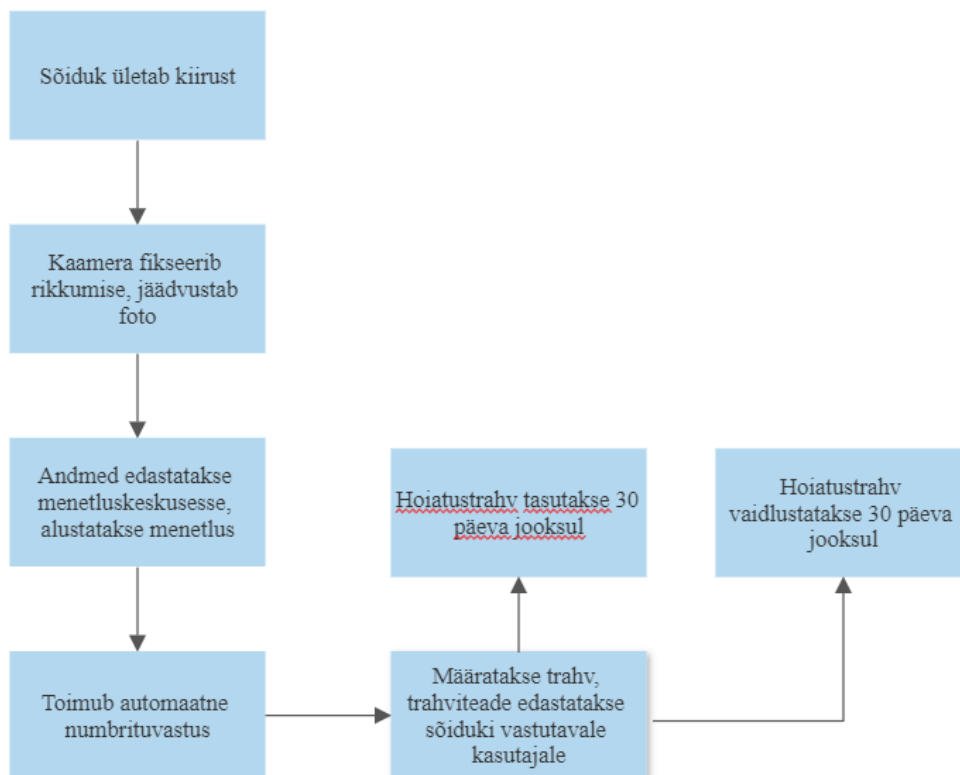 Sõiduk ületab kiirust
Kaamera fikseerib
rikkumise, jäädvustab
foto
Andmed edastatakse
menetluskeskusesse,
alustatakse menetlus
Toimub automaatne
numbrituvastus
Määratakse trahv,
trahviteade edastatakse
sõiduki vastutavale
kasutajale
Hoiatustrahv tasutakse 30
päeva jooksul
Hoiatustrahv
vaidlustatakse 30 päeva
jooksul